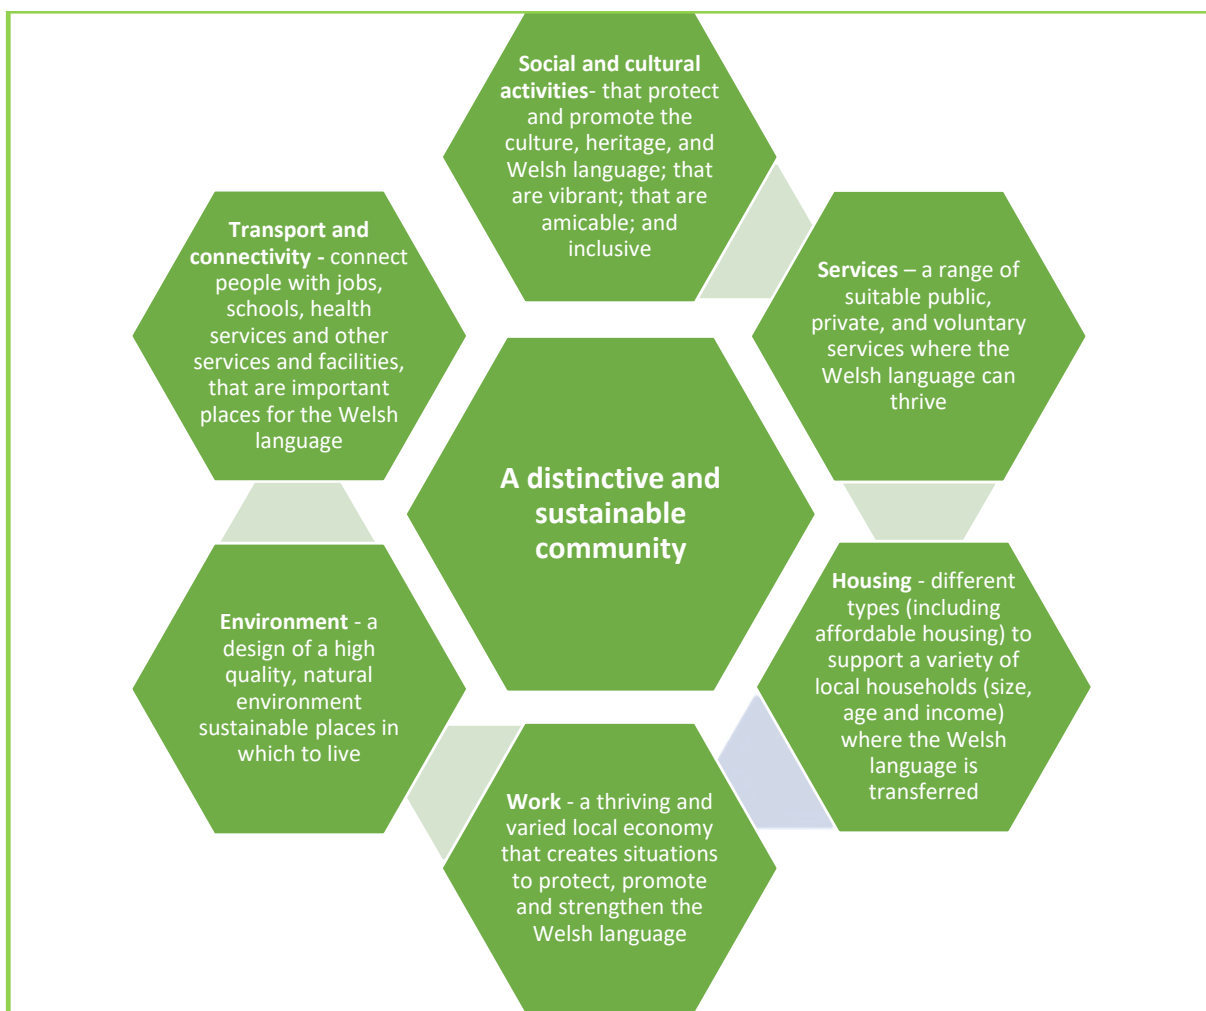 Social and cultural
activities- that protect
and promote the
culture, heritage, and
Welsh language; that
are vibrant; that are
amicable; and
inclusive
Services – a range of
suitable public,
private, and voluntary
services where the
Welsh language can
thrive
Housing - different
types (including
affordable housing) to
support a variety of
local households (size,
age and income)
where the Welsh
language is
transferred
Work - a thriving and
varied local economy
that creates situations
to protect, promote
and strengthen the
Welsh language
Environment - a
design of a high
quality, natural
environment
sustainable places in
which to live
Transport and
connectivity - connect
people with jobs,
schools, health
services and other
services and facilities,
that are important
places for the Welsh
language
A distinctive and
sustainable
community